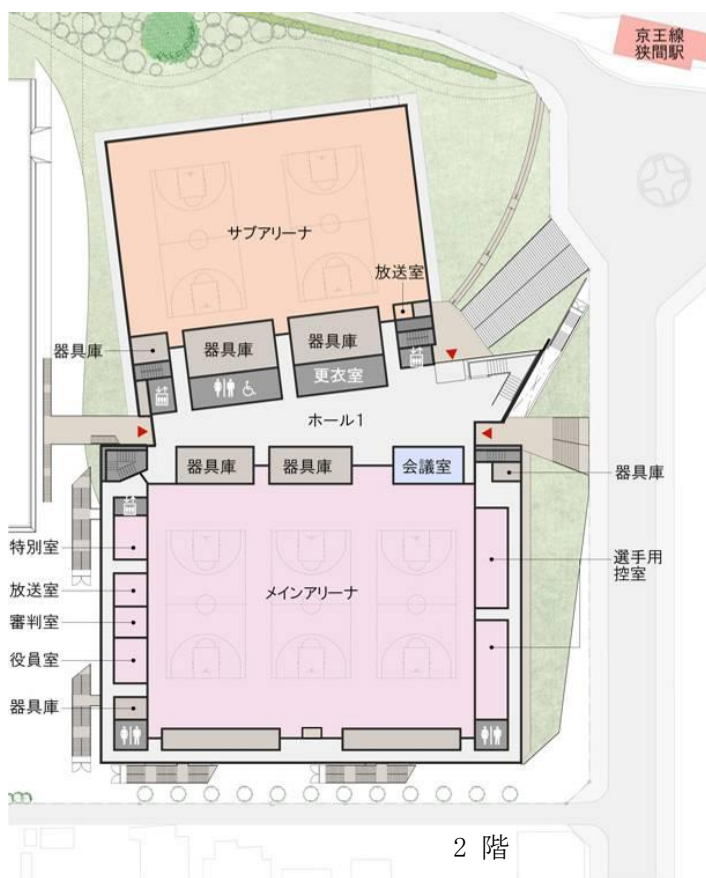 京王線
狭間駅
サブアリーナ
放送室
器具庫
器具庫
器具庫
更衣室
ホール1
器具庫
器具庫
会議室
器具庫
特別室
選手用
控室
放送室
メインアリーナ
審判室
役員室
器具庫
2 階